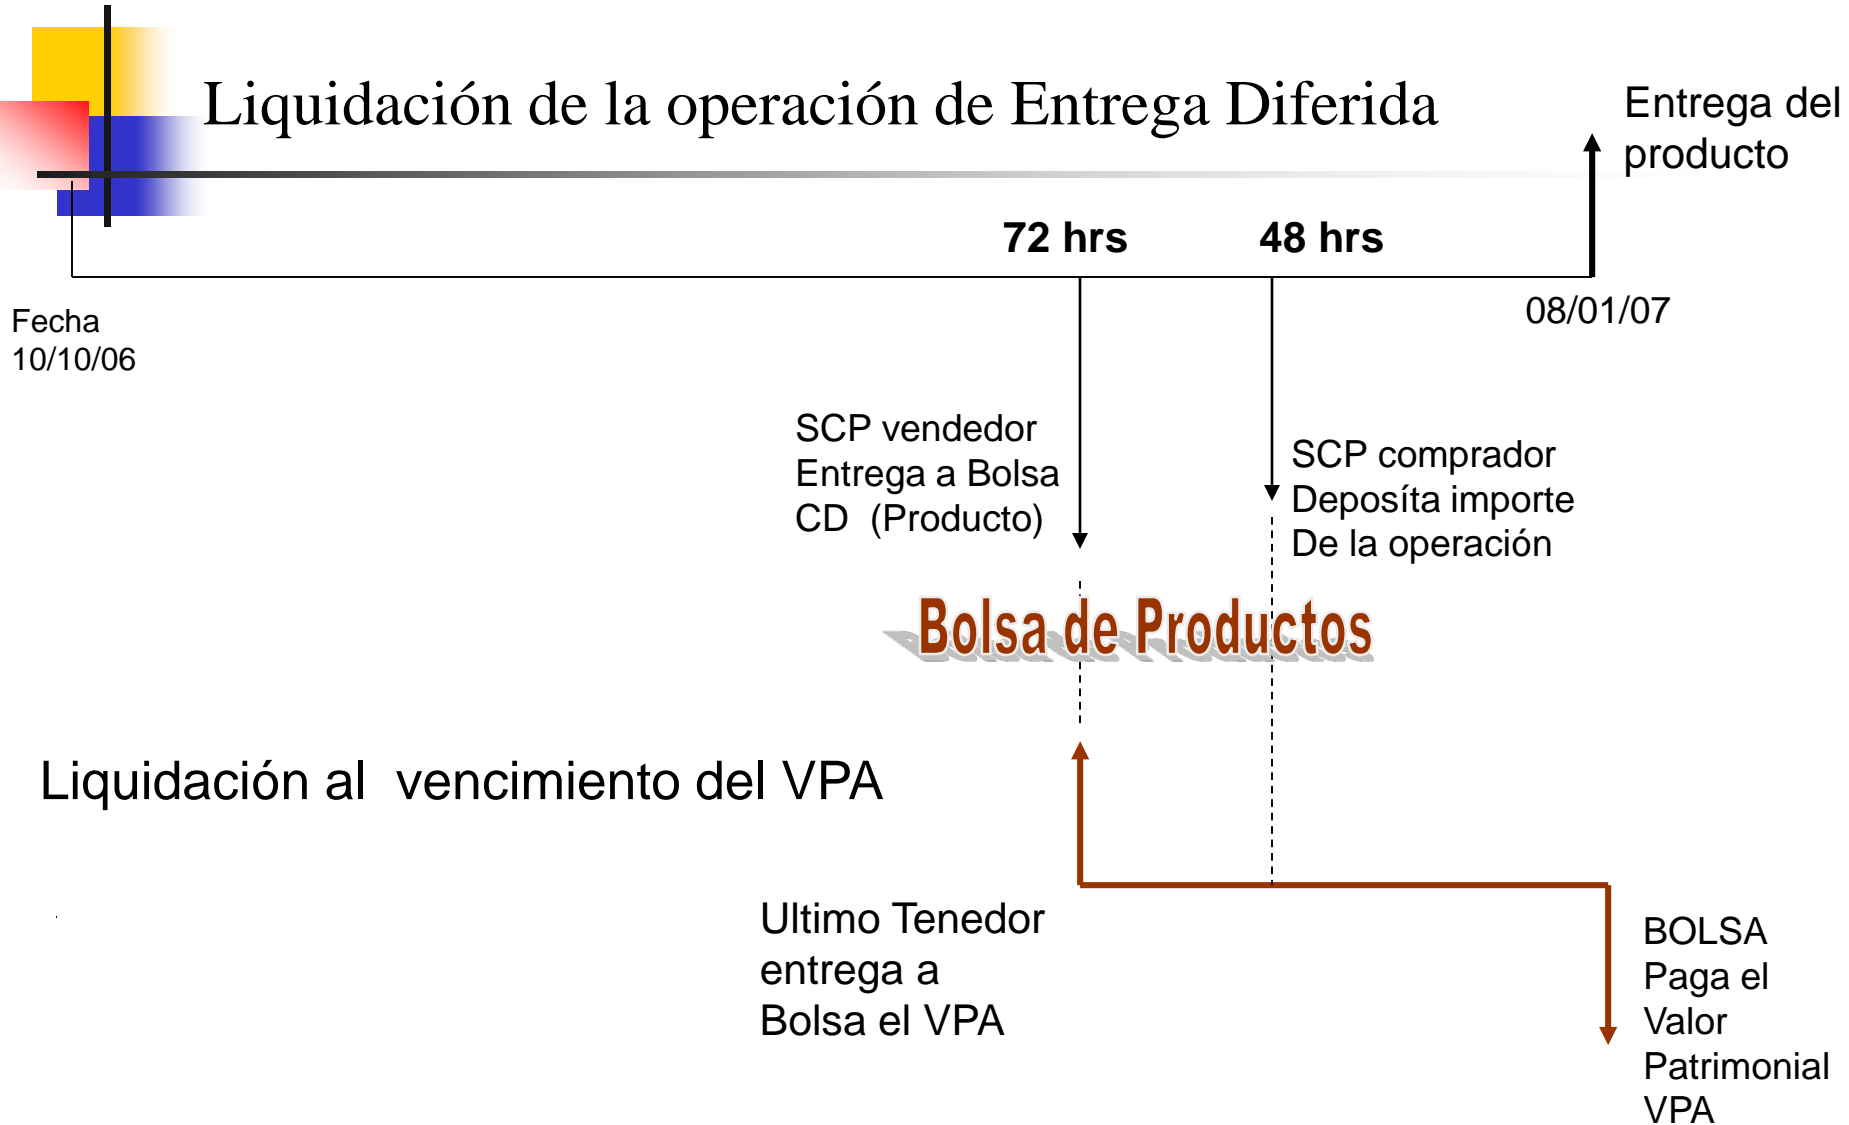 Liquidación de la operación de Entrega Diferida
Entrega del
producto
72 hrs
48 hrs
Fecha
10/10/06
08/01/07
SCP vendedor
Entrega a Bolsa
CD  (Producto)
SCP comprador
Deposíta importe
De la operación
Bolsa de Productos
Liquidación al  vencimiento del VPA
Ultimo Tenedor
entrega a
Bolsa el VPA
BOLSA
Paga el
Valor
Patrimonial
VPA